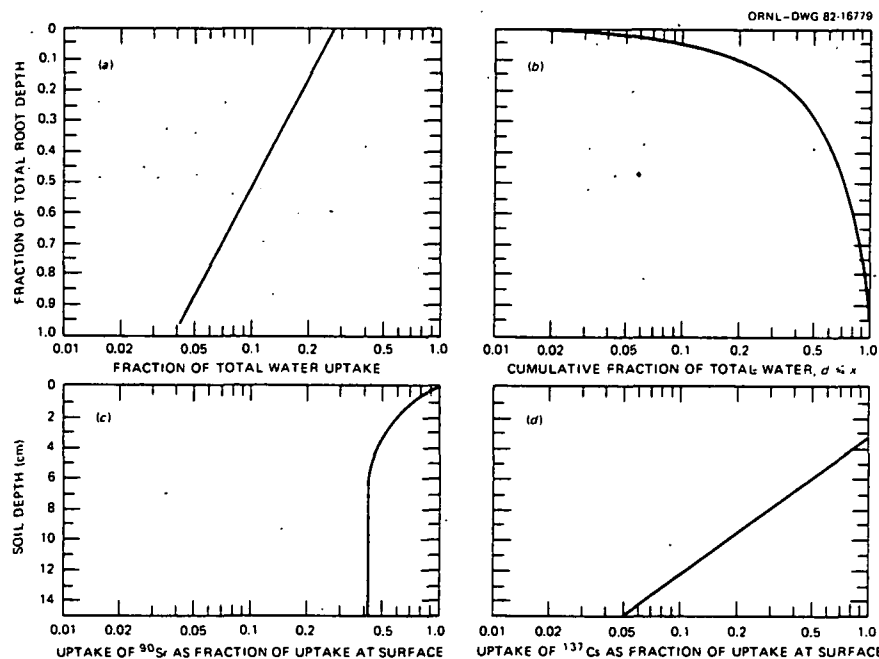 ORNL-DWG 82-16779
(a)
(b)
0
0.1
0.2
0.3
0.4
0.5
0.6
0.7
0.8
0.9
1.0
FRACTION OF TOTAL ROOT DEPTH
0.01 0.05 0.1 0.2 0.5 1.0
0.01 0.05 0.1 0.2 0.5 1.0
FRACTION OF TOTAL WATER UPTAKE
CUMULATIVE FRACTION OF TOTAL WATER, d ≤ x
(c)
(d)
0
2
4
6
8
10
12
14
SOIL DEPTH (cm)
0.01 0.02 0.05 0.1 0.2 0.5 1.0
0.01 0.02 0.05 0.1 0.2 0.5 1.0
UPTAKE OF ⁹⁰Sr AS FRACTION OF UPTAKE AT SURFACE
UPTAKE OF ¹³⁷Cs AS FRACTION OF UPTAKE AT SURFACE